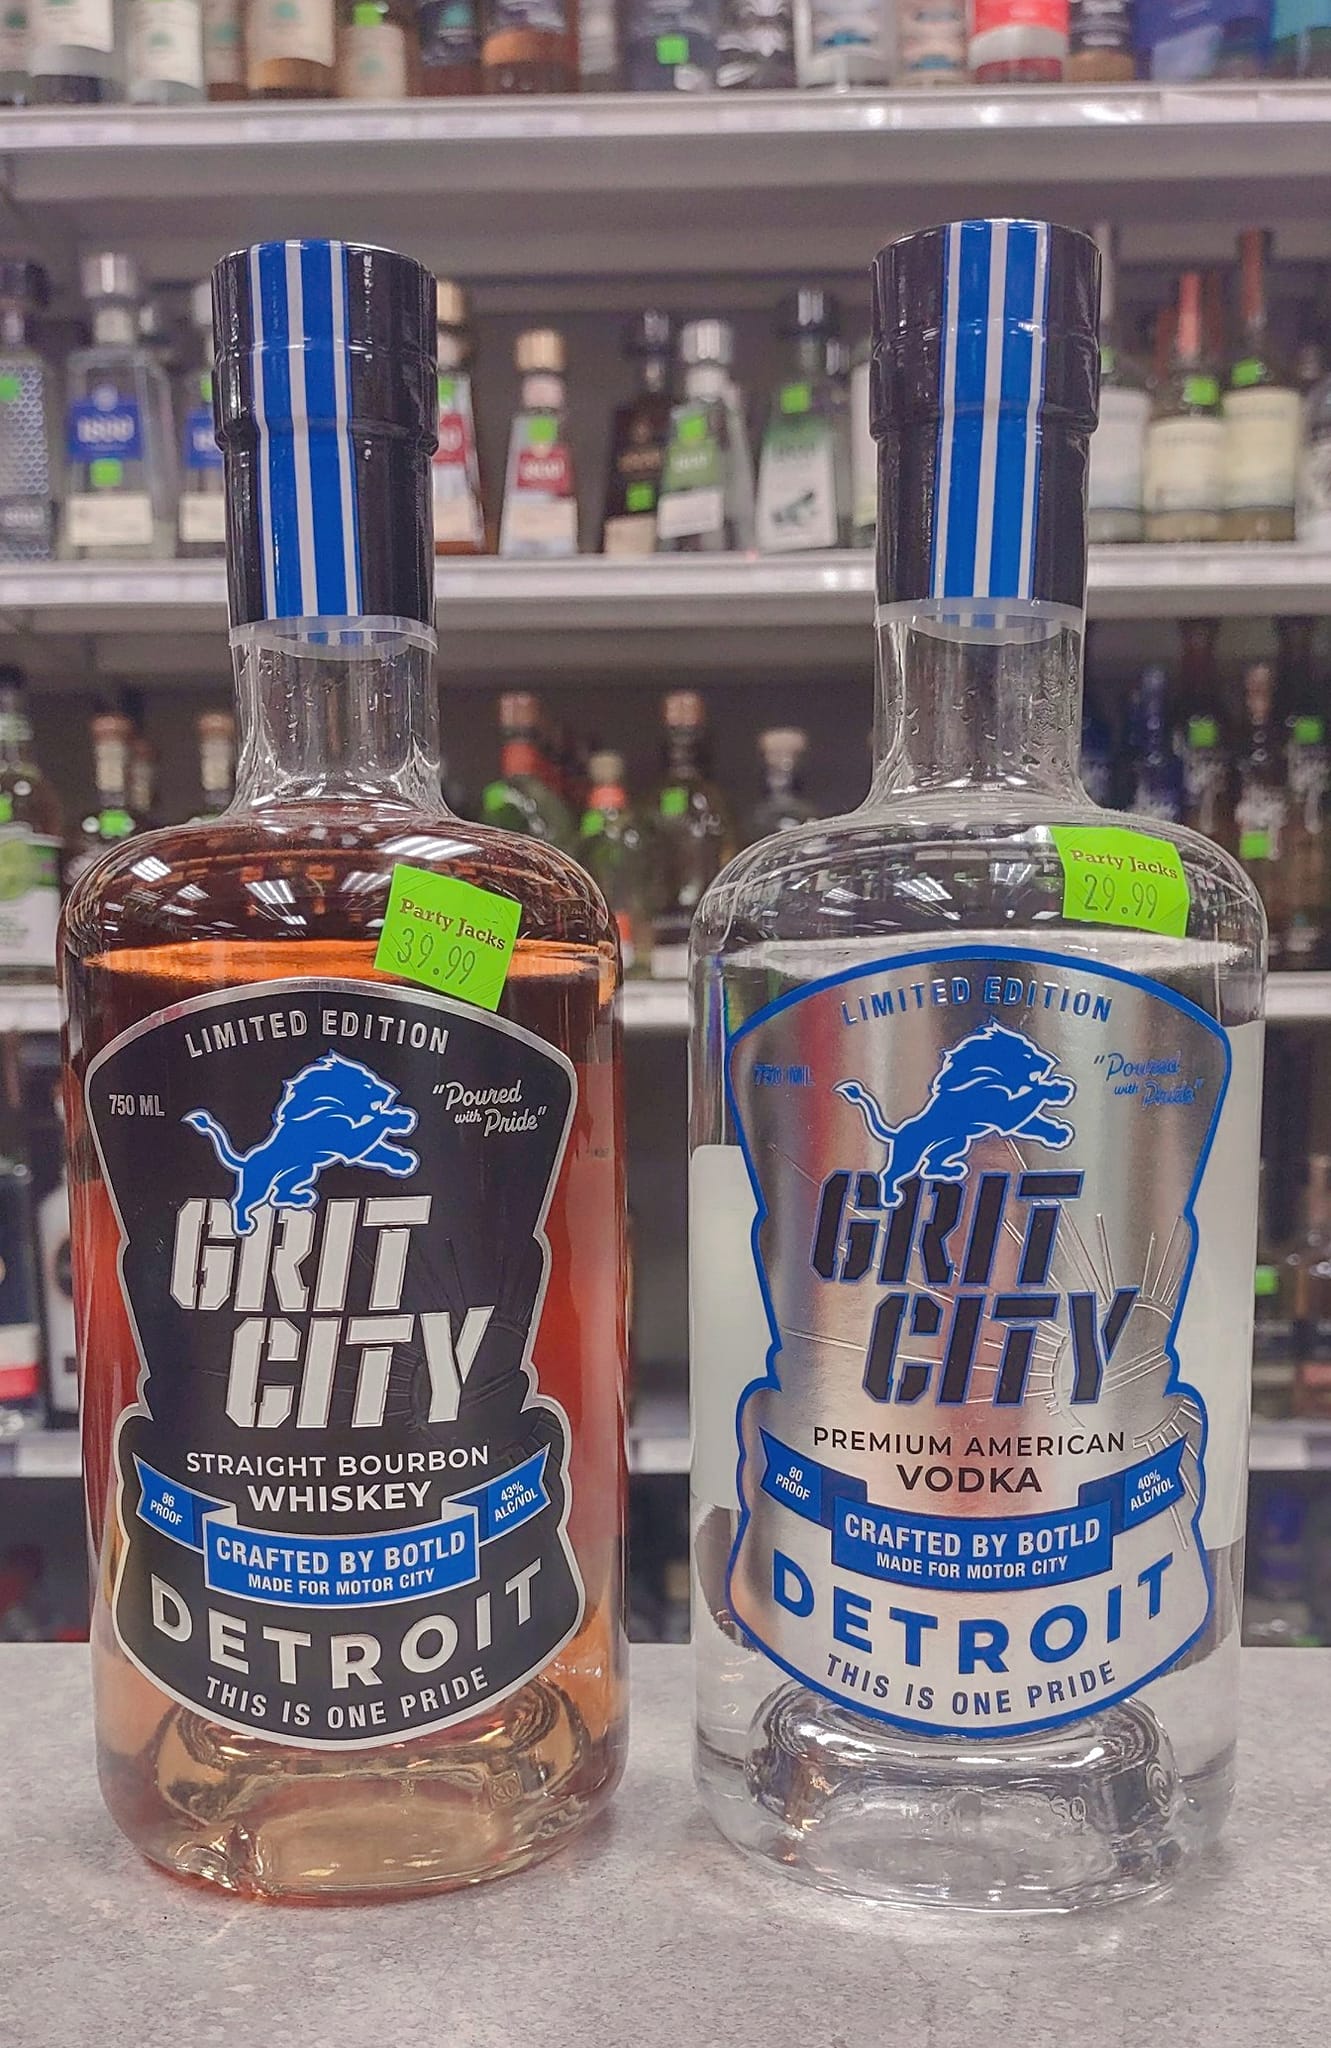 Party Jacks
39.99
LIMITED EDITION
750 ML
"Poured
with Pride"
GRIT
CITY
STRAIGHT BOURBON
WHISKEY
86
PROOF
43%
ALC/VOL
CRAFTED BY BOTLD
MADE FOR MOTOR CITY
DETROIT
THIS IS ONE PRIDE
Party Jacks
29.99
LIMITED EDITION
750 ML
"Poured
with Pride"
GRIT
CITY
PREMIUM AMERICAN
VODKA
80
PROOF
40%
ALC/VOL
CRAFTED BY BOTLD
MADE FOR MOTOR CITY
DETROIT
THIS IS ONE PRIDE
1800